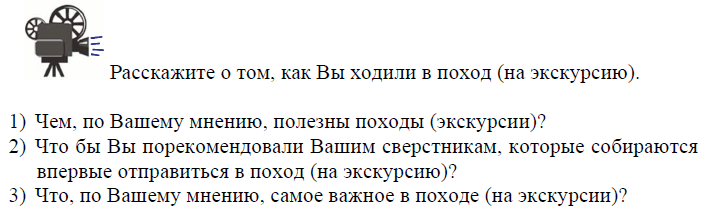 Расскажите о том, как Вы ходили в поход (на экскурсию).
1) Чем, по Вашему мнению, полезны походы (экскурсии)?
2) Что бы Вы порекомендовали Вашим сверстникам, которые собираются
впервые отправиться в поход (на экскурсию)?
3) Что, по Вашему мнению, самое важное в походе (на экскурсии)?